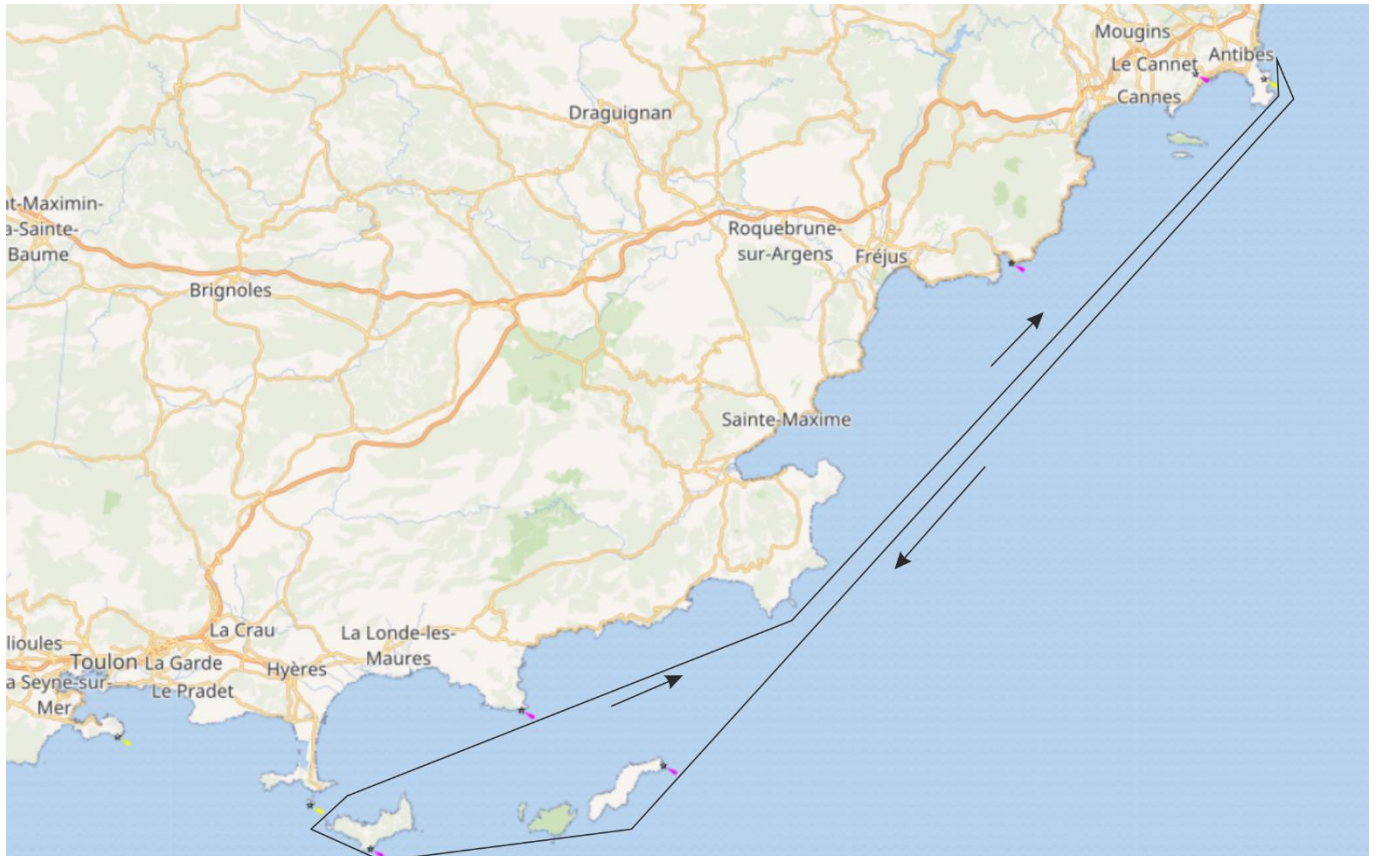 Mougins
Antibes
Le Cannet
Cannes
Draguignan
nt-Maximin-
a-Sainte-
Baume
Roquebrune-
sur-Argens
Fréjus
Brignoles
Sainte-Maxime
La Crau
La Londe-les-
Maures
lioules
Toulon
La Garde
Hyères
a Seyne-sur-
Mer
Le Pradet